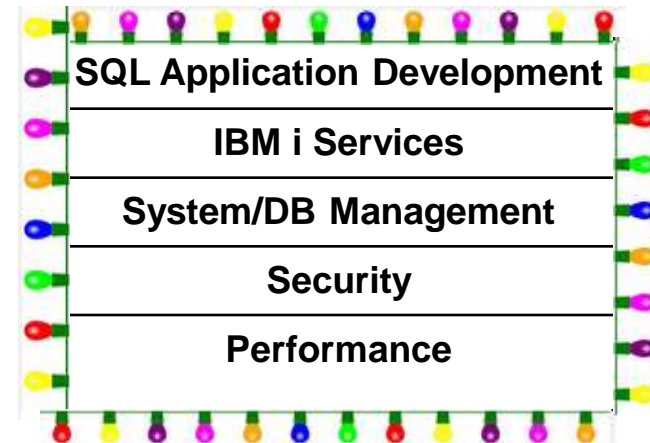 SQL Application Development
IBM i Services
System/DB Management
Security
Performance